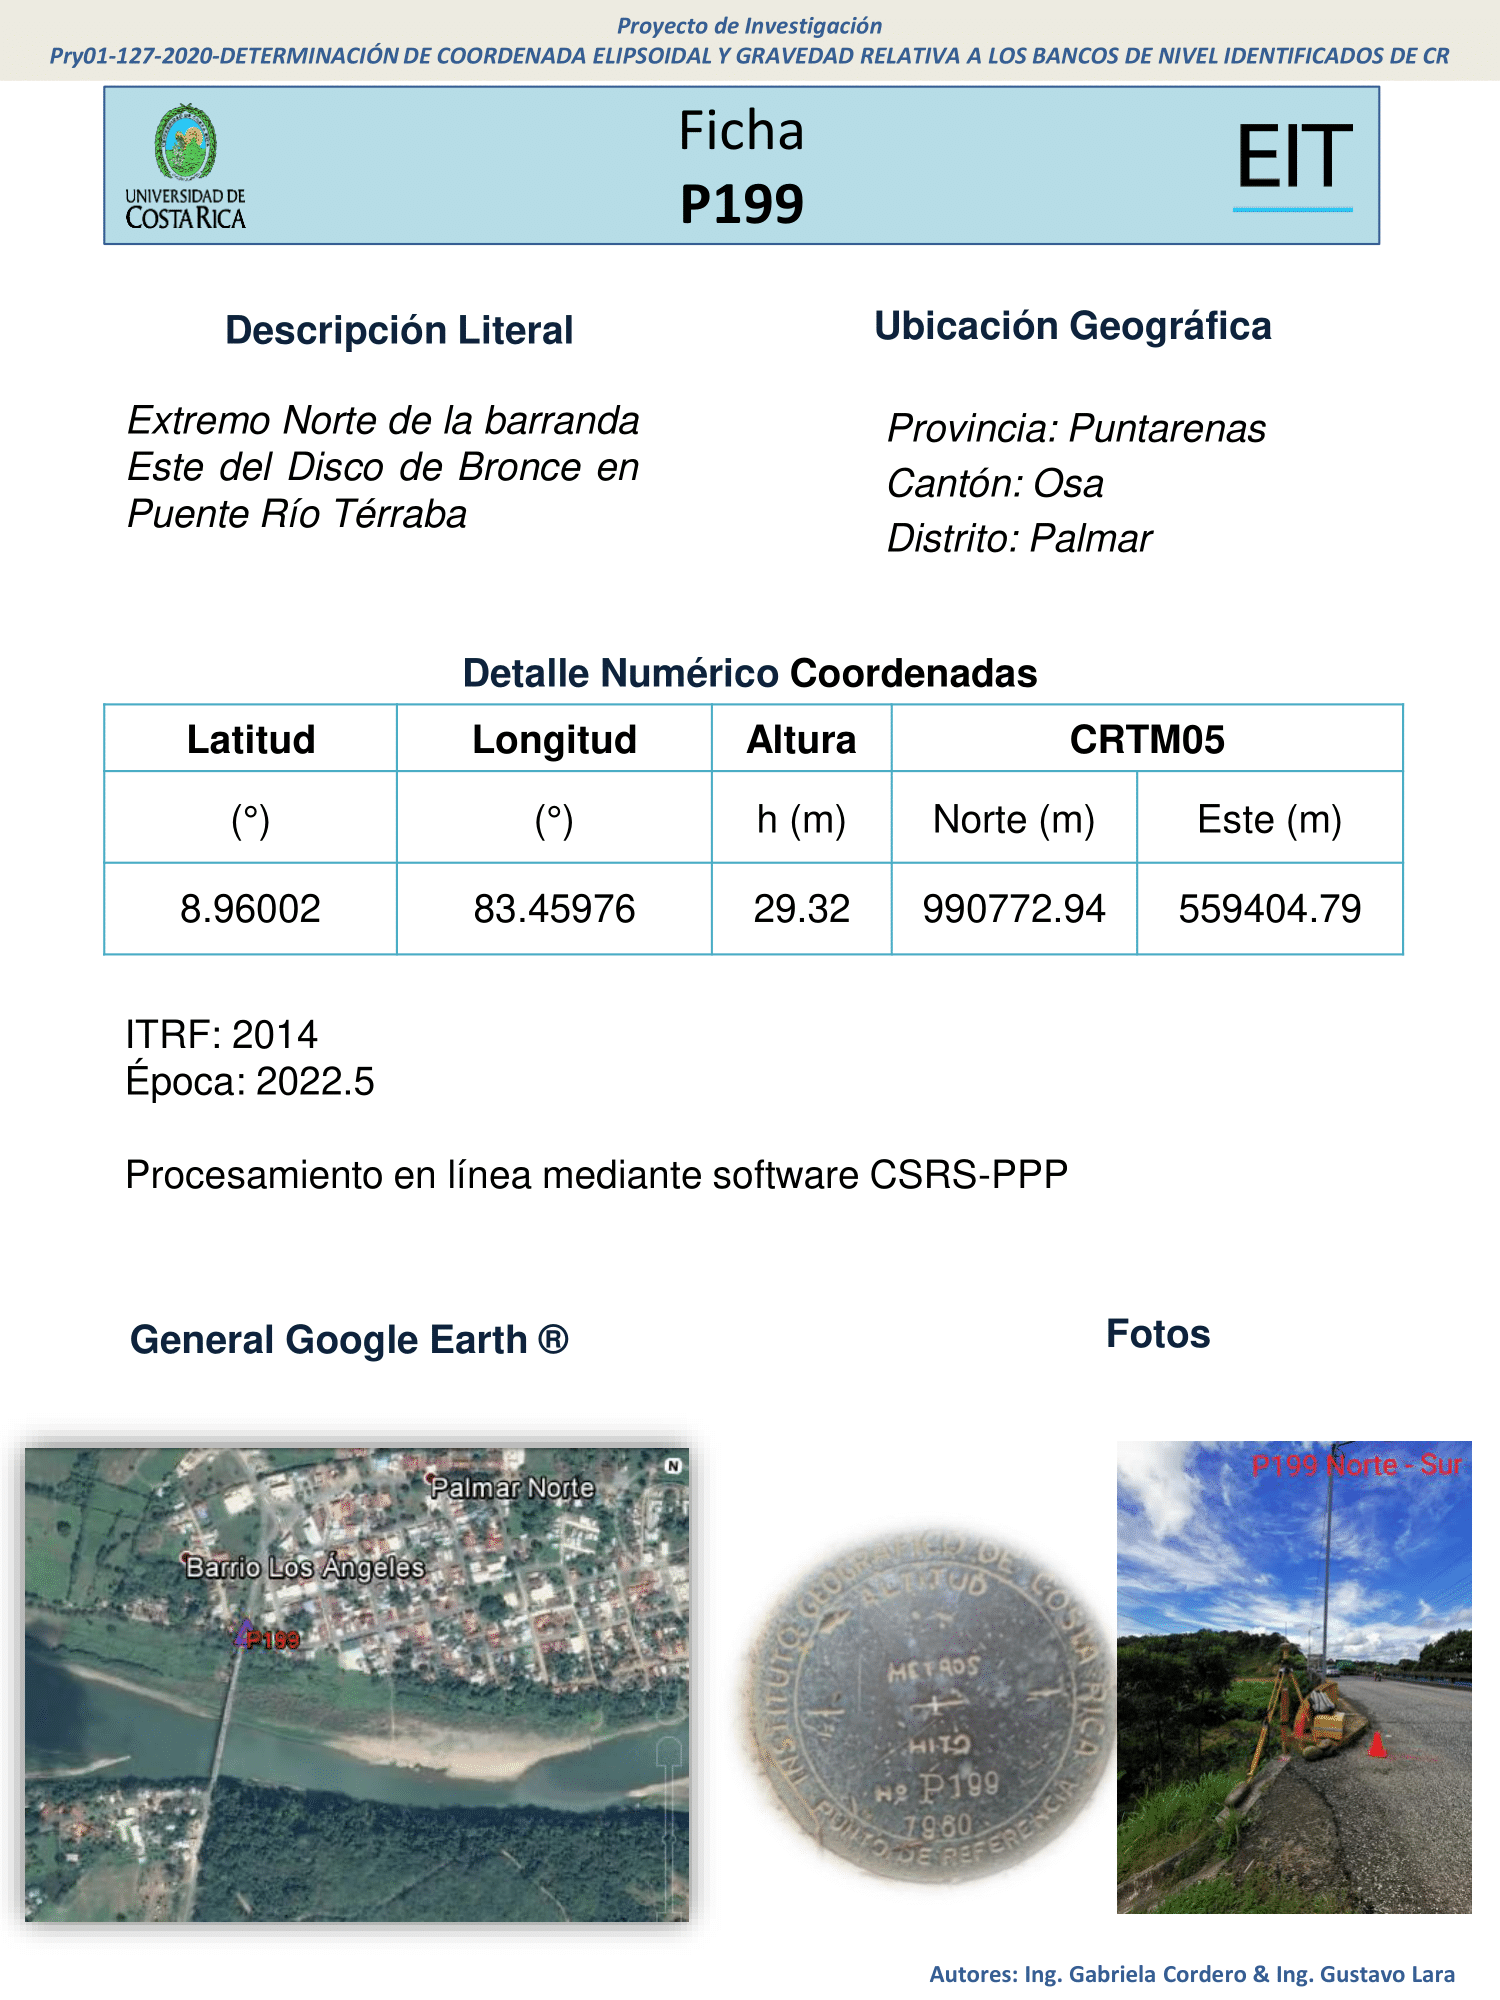 Proyecto de Investigación
Pry01-127-2020-DETERMINACIÓN DE COORDENADA ELIPSOIDAL Y GRAVEDAD RELATIVA A LOS BANCOS DE NIVEL IDENTIFICADOS DE CR
UNIVERSIDAD DE
COSTA RICA
Ficha
P199
EIT
Descripción Literal
Extremo Norte de la barranda
Este del Disco de Bronce en
Puente Río Térraba
Ubicación Geográfica
Provincia: Puntarenas
Cantón: Osa
Distrito: Palmar
Detalle Numérico Coordenadas
Latitud Longitud Altura CRTM05
(°) (°) h (m) Norte (m) Este (m)
8.96002 83.45976 29.32 990772.94 559404.79
ITRF: 2014
Época: 2022.5
Procesamiento en línea mediante software CSRS-PPP
General Google Earth ®
Fotos
N
Palmar Norte
Barrio Los Ángeles
P199
INSTITUTO GEOGRAFICO DE COSTA RICA
ALTITUD
METROS
HITO
Nº P199
1960
PUNTO DE REFERENCIA
P199 Norte - Sur
Autores: Ing. Gabriela Cordero & Ing. Gustavo Lara